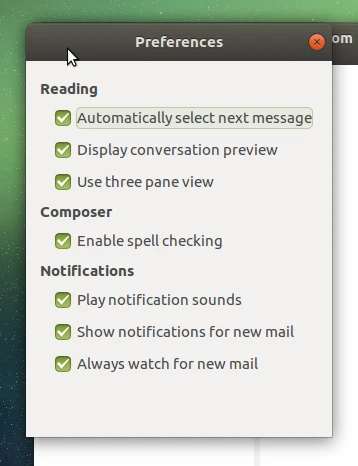 Preferences
om
Reading
Automatically select next message
Display conversation preview
Use three pane view
Composer
Enable spell checking
Notifications
Play notification sounds
Show notifications for new mail
Always watch for new mail